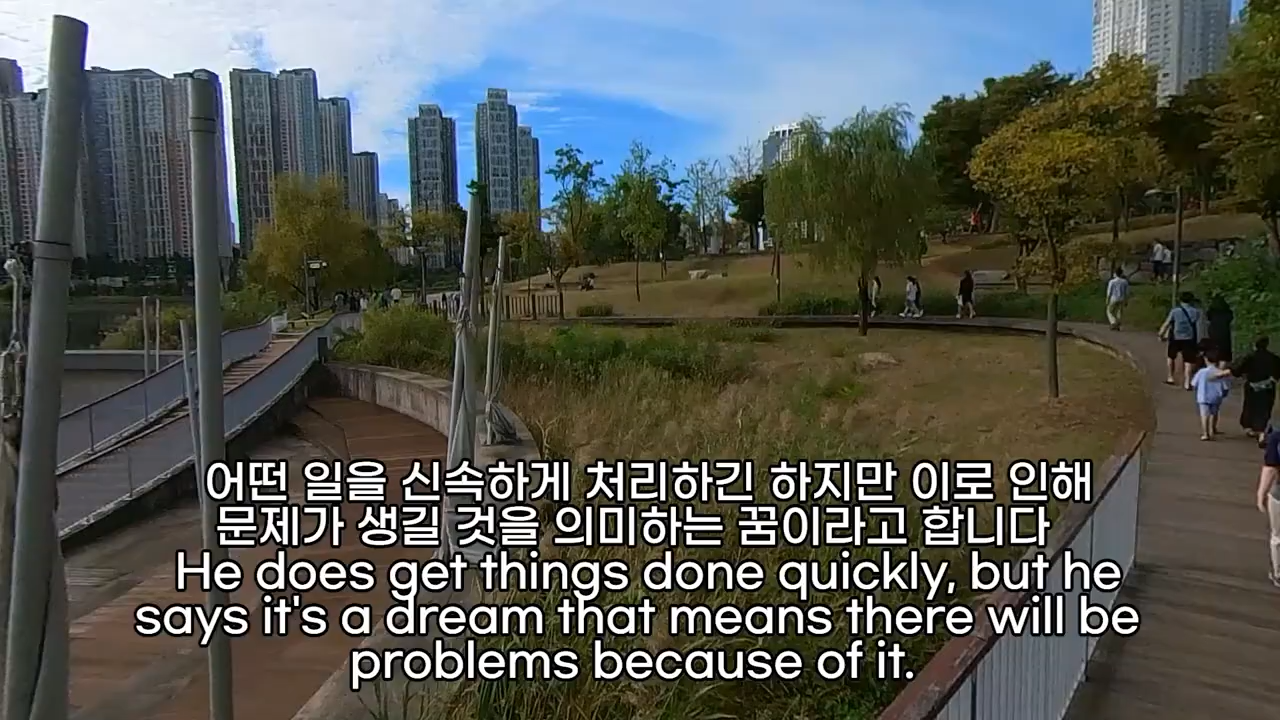 어떤 일을 신속하게 처리하긴 하지만 이로 인해
문제가 생길 것을 의미하는 꿈이라고 합니다
He does get things done quickly, but he
says it's a dream that means there will be
problems because of it.